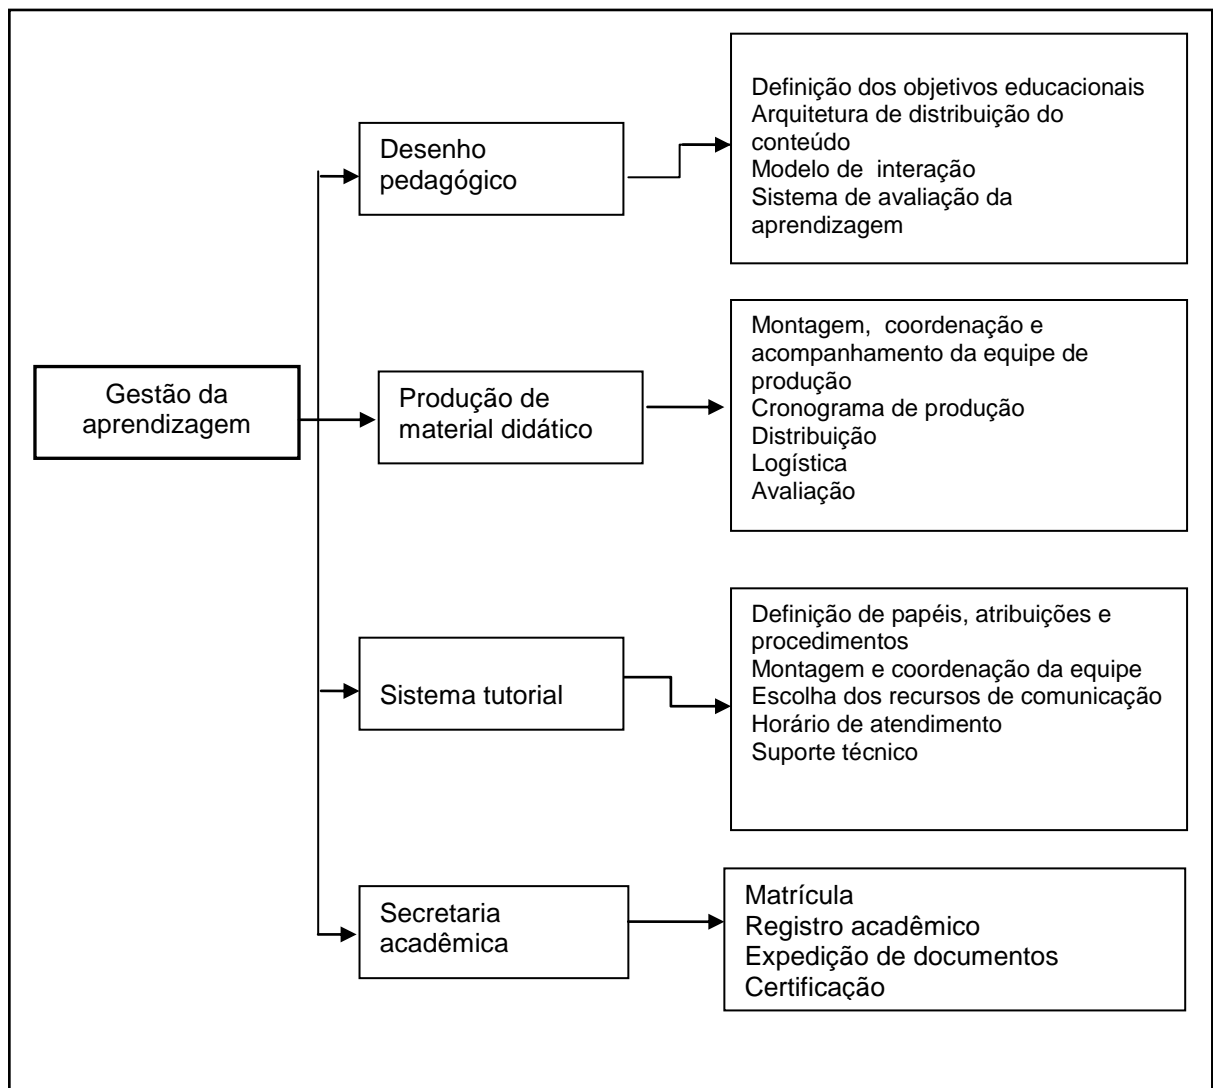 Desenho
pedagógico
Definição dos objetivos educacionais
Arquitetura de distribuição do
conteúdo
Modelo de interação
Sistema de avaliação da
aprendizagem
Gestão da
aprendizagem
Produção de
material didático
Montagem, coordenação e
acompanhamento da equipe de
produção
Cronograma de produção
Distribuição
Logística
Avaliação
Sistema tutorial
Definição de papéis, atribuições e
procedimentos
Montagem e coordenação da equipe
Escolha dos recursos de comunicação
Horário de atendimento
Suporte técnico
Secretaria
acadêmica
Matrícula
Registro acadêmico
Expedição de documentos
Certificação